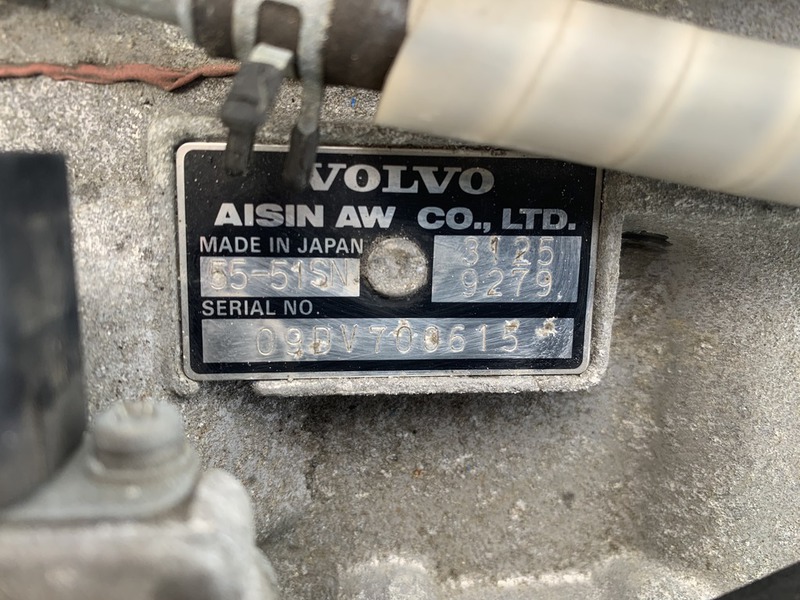 VOLVO
AISIN AW CO., LTD.
MADE IN JAPAN
55-51SN
3125
9279
SERIAL NO.
09DV700615